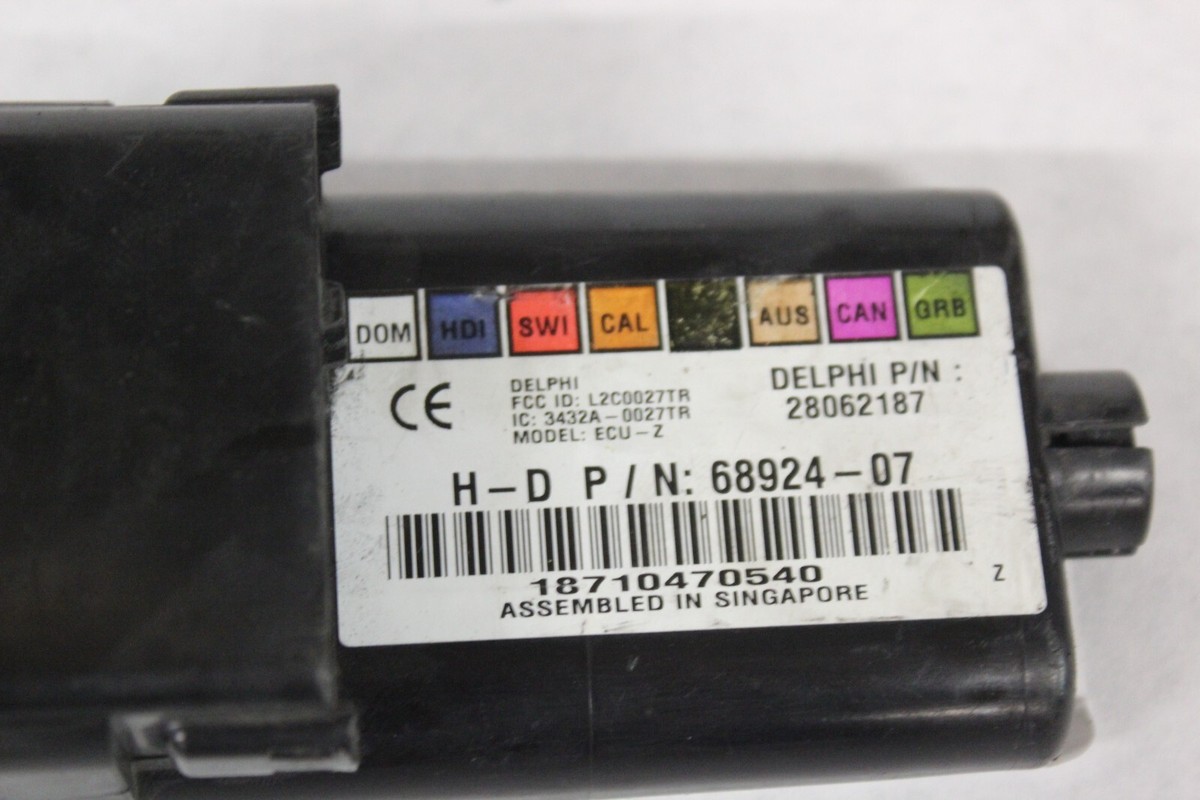 DOM HDI SWI CAL AUS CAN GRB
CE
DELPHI
FCC ID: L2C0027TR
IC: 3432A-0027TR
MODEL: ECU-Z
DELPHI P/N :
28062187
H-D P/N: 68924-07
18710470540
ASSEMBLED IN SINGAPORE
Z